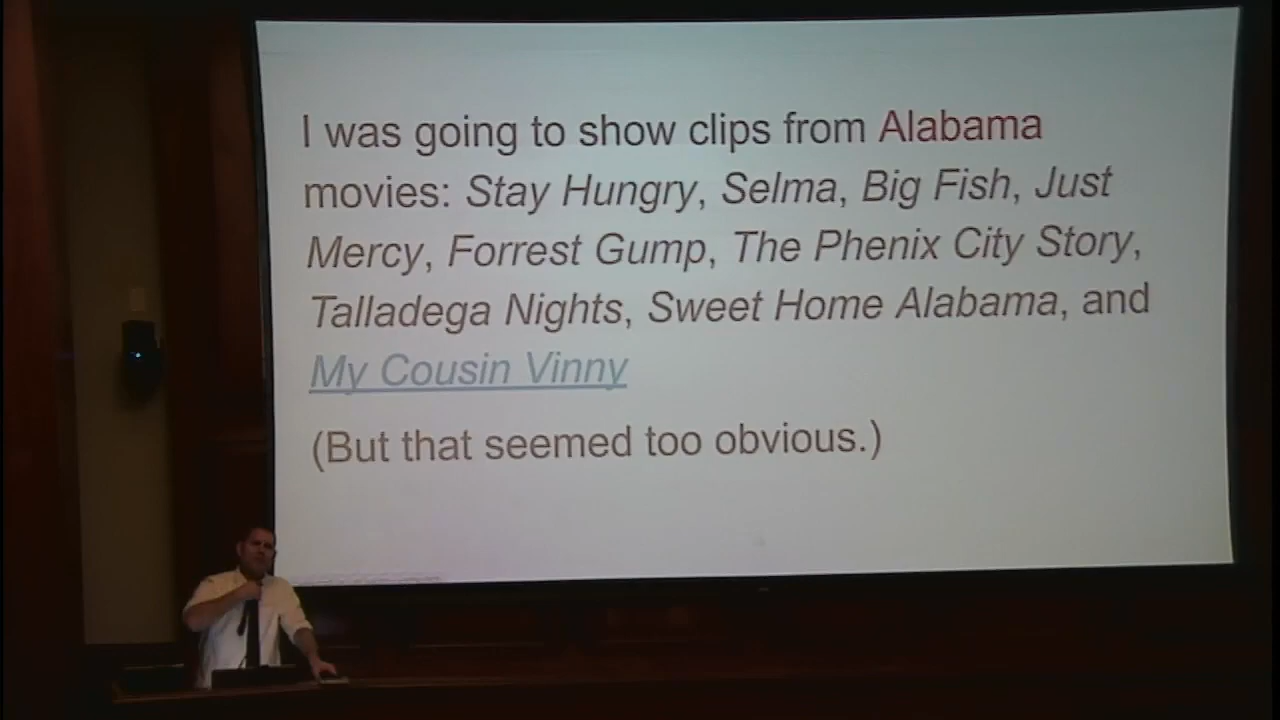 I was going to show clips from Alabama
movies: Stay Hungry, Selma, Big Fish, Just
Mercy, Forrest Gump, The Phenix City Story,
Talladega Nights, Sweet Home Alabama, and
My Cousin Vinny
(But that seemed too obvious.)